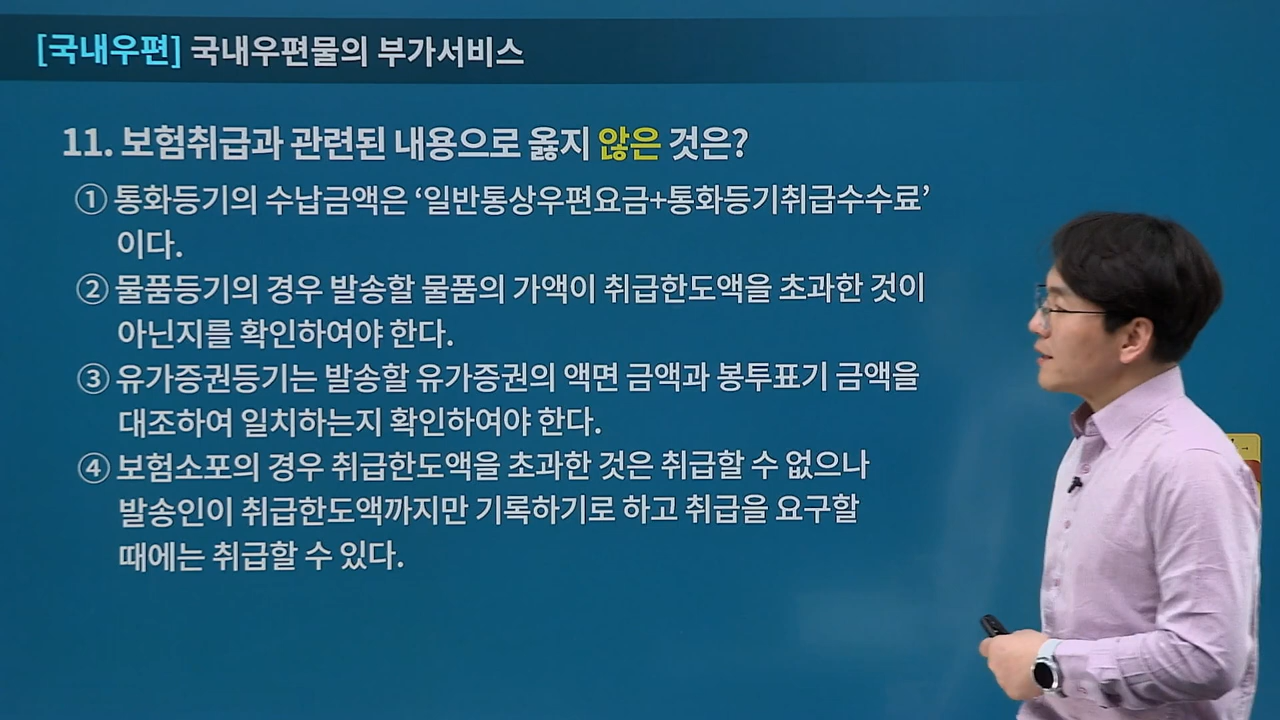 [국내우편] 국내우편물의 부가서비스
11. 보험취급과 관련된 내용으로 옳지 않은 것은?
① 통화등기의 수납금액은 ‘일반통상우편요금+통화등기취급수수료’
이다.
② 물품등기의 경우 발송할 물품의 가액이 취급한도액을 초과한 것이
아닌지를 확인하여야 한다.
③ 유가증권등기는 발송할 유가증권의 액면 금액과 봉투표기 금액을
대조하여 일치하는지 확인하여야 한다.
④ 보험소포의 경우 취급한도액을 초과한 것은 취급할 수 없으나
발송인이 취급한도액까지만 기록하기로 하고 취급을 요구할
때에는 취급할 수 있다.